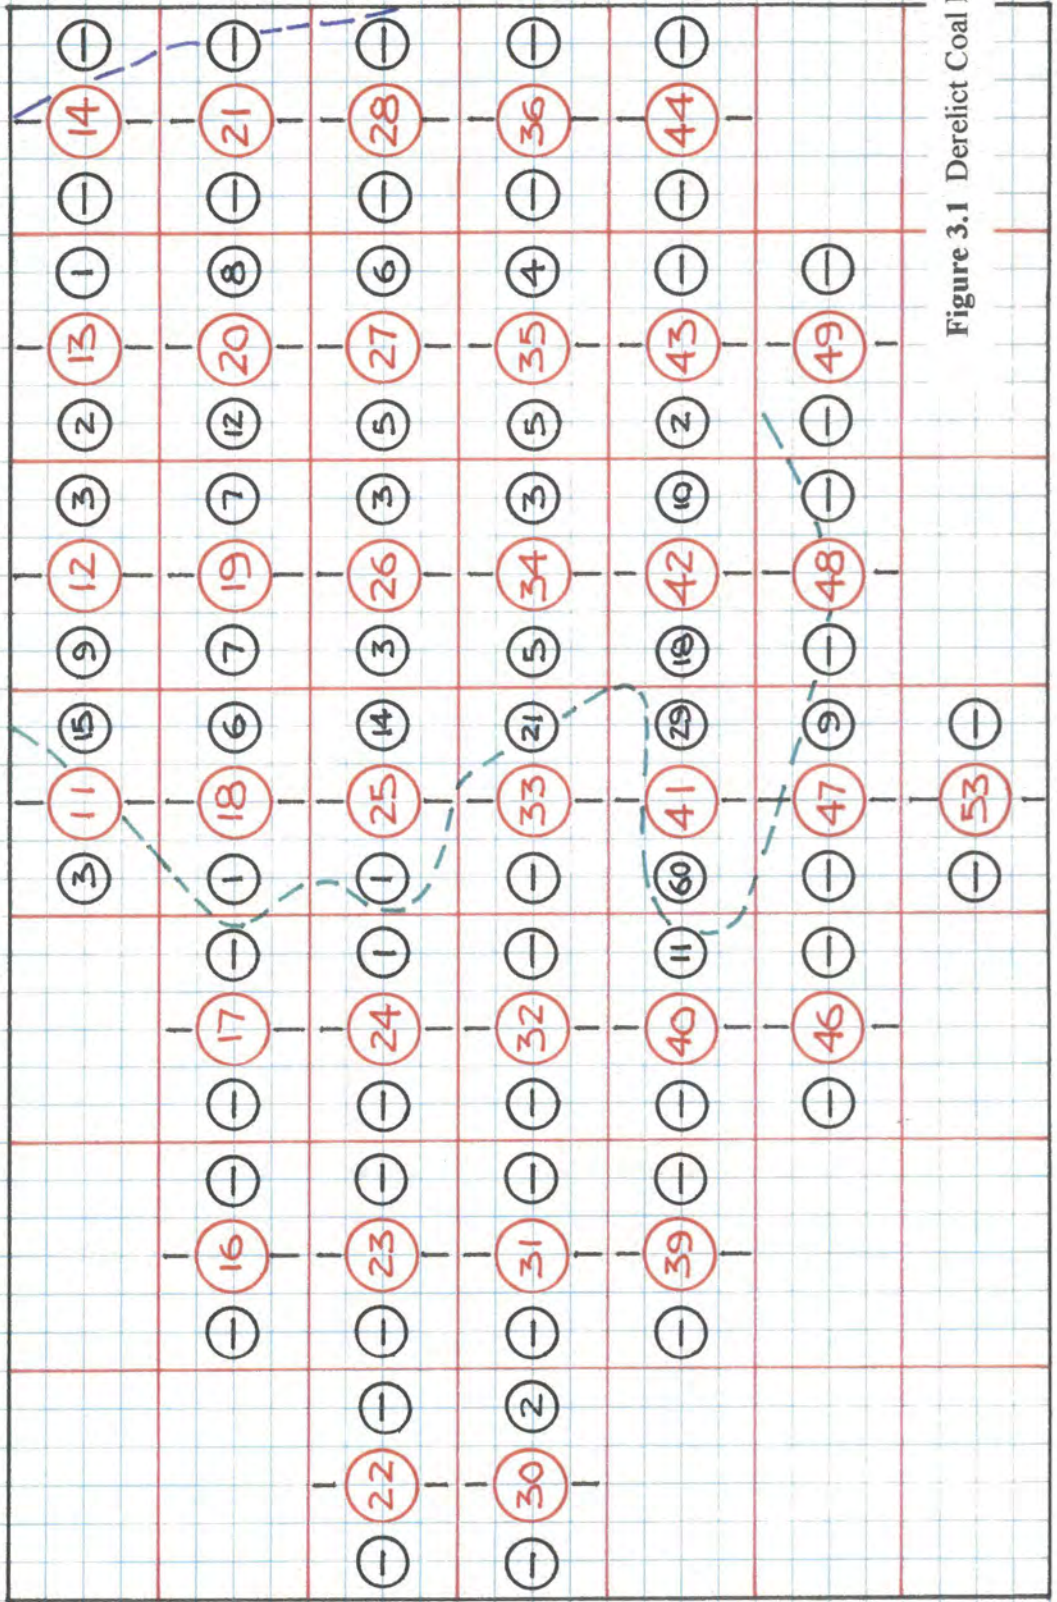 3 11 15 9 12 3 2 13 1 — 14 —
— 16 — — 17 — 1 18 6 7 19 7 12 20 8 — 21 —
— 22 — — 23 — — 24 1 1 25 14 3 26 3 5 27 6 — 28 —
— 30 2 — 31 — — 32 — — 33 21 5 34 3 5 35 4 — 36 —
— 39 — — 40 11 60 41 29 18 42 10 2 43 — — 44 —
— 46 — — 47 9 — 48 — — 49 —
— 53 —
Figure 3.1 Derelict Coal